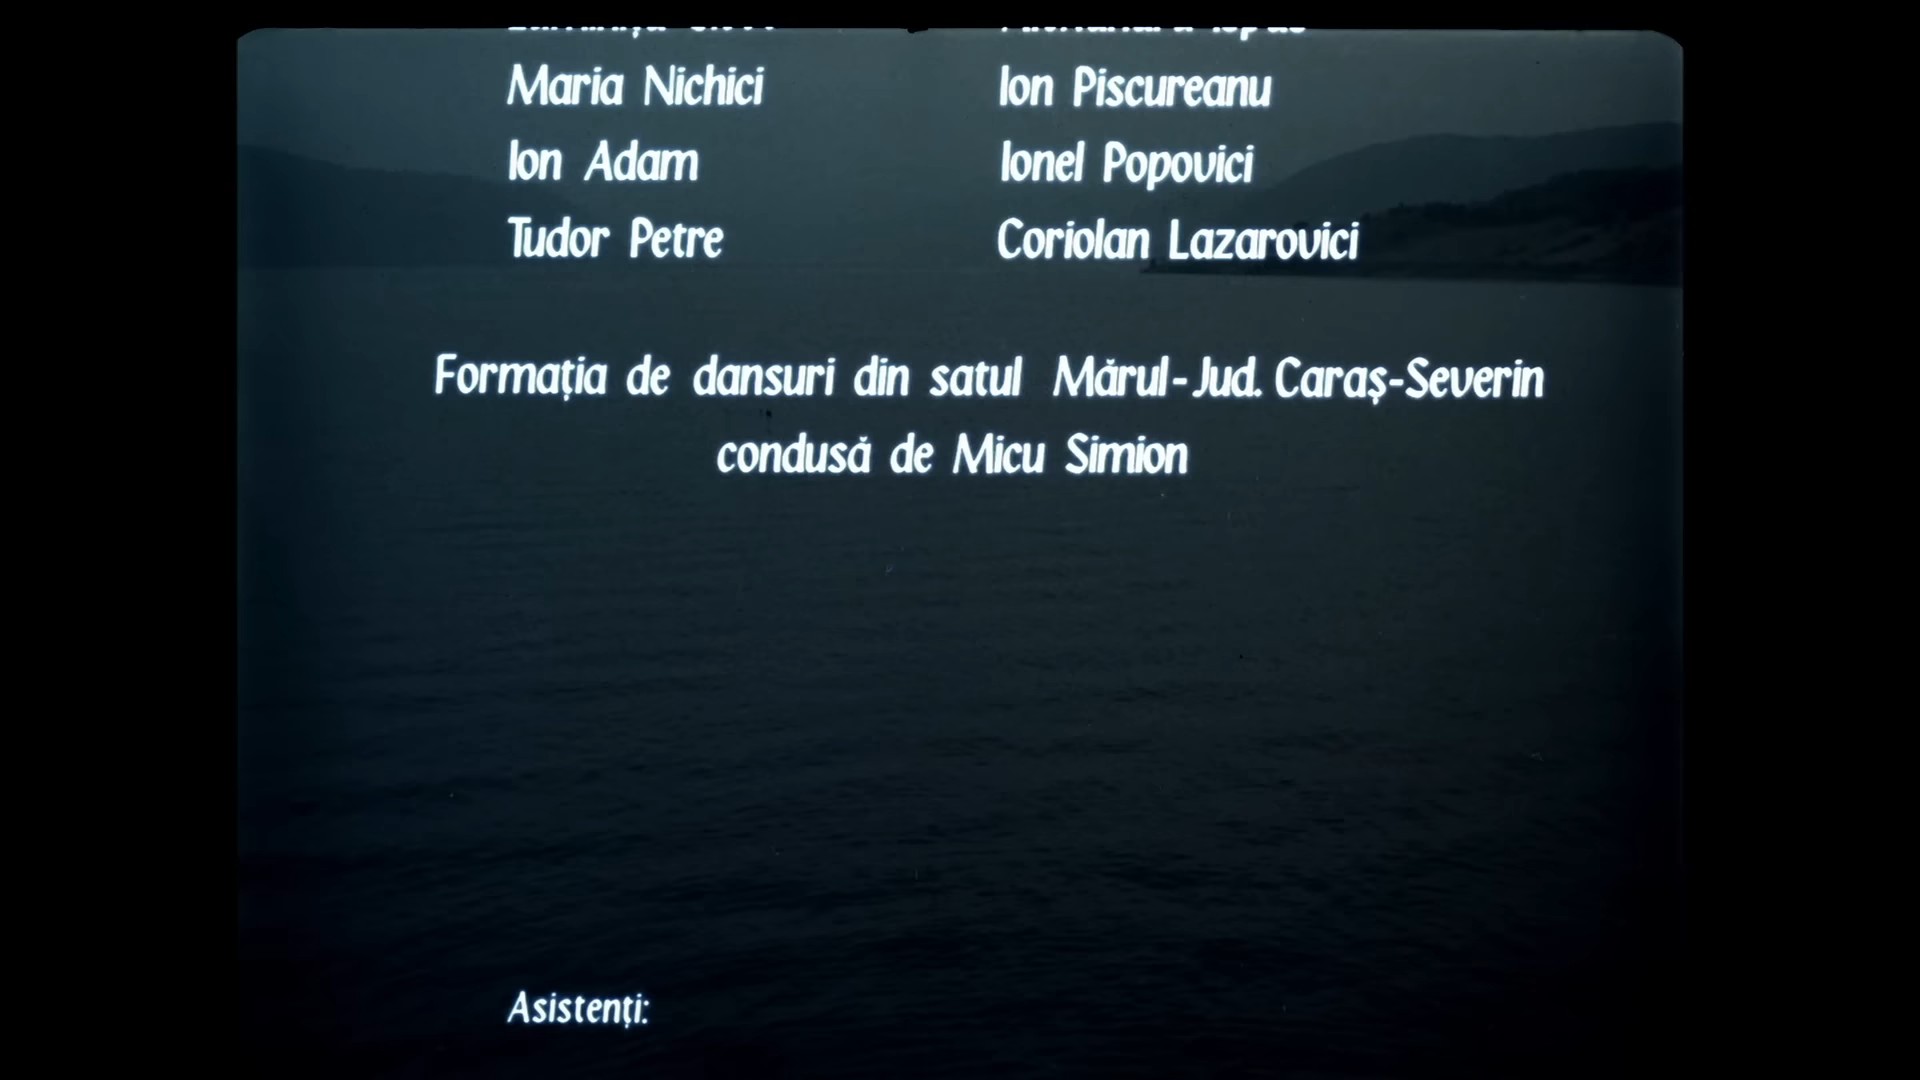 Maria Nichici Ion Piscureanu
Ion Adam Ionel Popovici
Tudor Petre Coriolan Lazarovici
Formația de dansuri din satul Mărul-Jud. Caraș-Severin
condusă de Micu Simion
Asistenți: